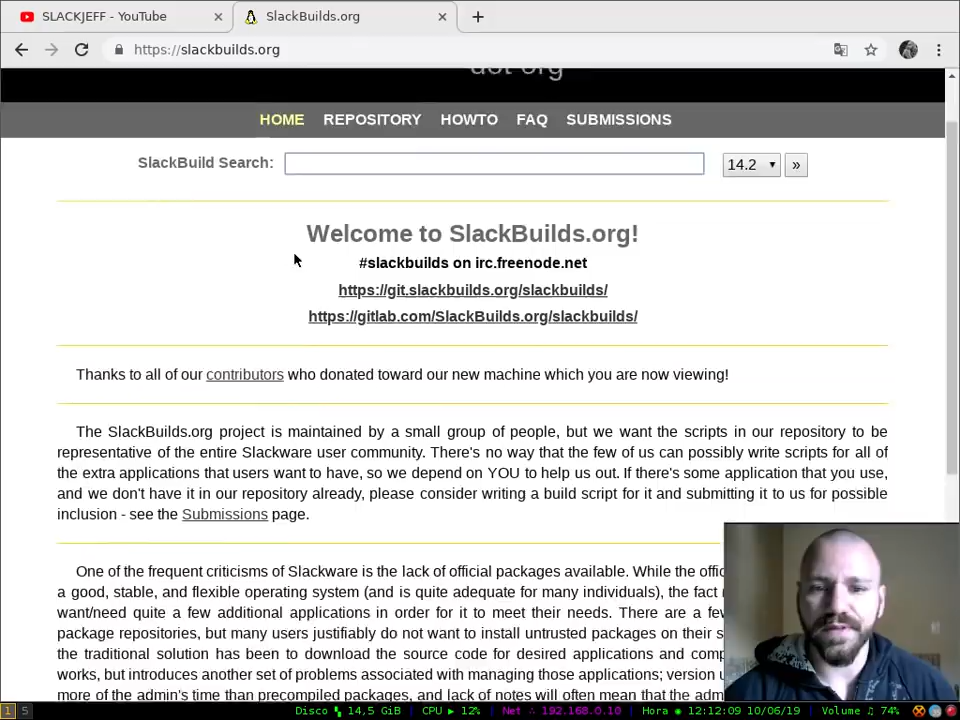 SLACKJEFF - YouTube
SlackBuilds.org
https://slackbuilds.org
dot org
HOME REPOSITORY HOWTO FAQ SUBMISSIONS
SlackBuild Search: 14.2 »
Welcome to SlackBuilds.org!
#slackbuilds on irc.freenode.net
https://git.slackbuilds.org/slackbuilds/
https://gitlab.com/SlackBuilds.org/slackbuilds/
Thanks to all of our contributors who donated toward our new machine which you are now viewing!
The SlackBuilds.org project is maintained by a small group of people, but we want the scripts in our repository to be
representative of the entire Slackware user community. There's no way that the few of us can possibly write scripts for all of
the extra applications that users want to have, so we depend on YOU to help us out. If there's some application that you use,
and we don't have it in our repository already, please consider writing a build script for it and submitting it to us for possible
inclusion - see the Submissions page.
One of the frequent criticisms of Slackware is the lack of official packages available. While the offic
a good, stable, and flexible operating system (and is quite adequate for many individuals), the fact
want/need quite a few additional applications in order for it to meet their needs. There are a few
package repositories, but many users justifiably do not want to install untrusted packages on their s
the traditional solution has been to download the source code for desired applications and comp
works, but introduces another set of problems associated with managing those applications; version u
more of the admin's time than precompiled packages, and lack of notes will often mean that the adm
1 5 Disco 14,5 GiB CPU ▶ 12% Net 192.168.0.10 Hora ◉ 12:12:09 10/06/19 Volume ♫ 74%